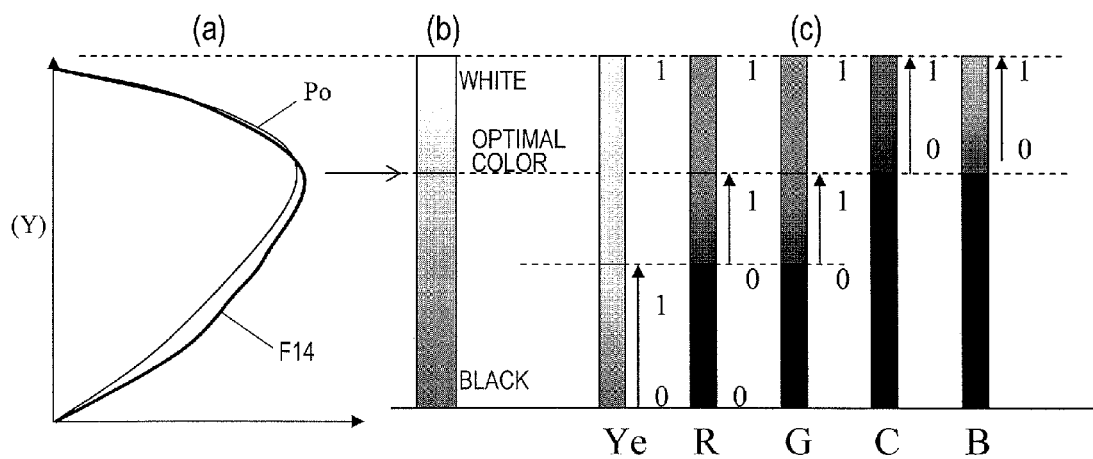 (a) (b) (c)
Po
WHITE
1 1 1 1 1
OPTIMAL
COLOR
0 0
(Y)
1 1
0 0
1
F14
BLACK
0 0
Ye R G C B